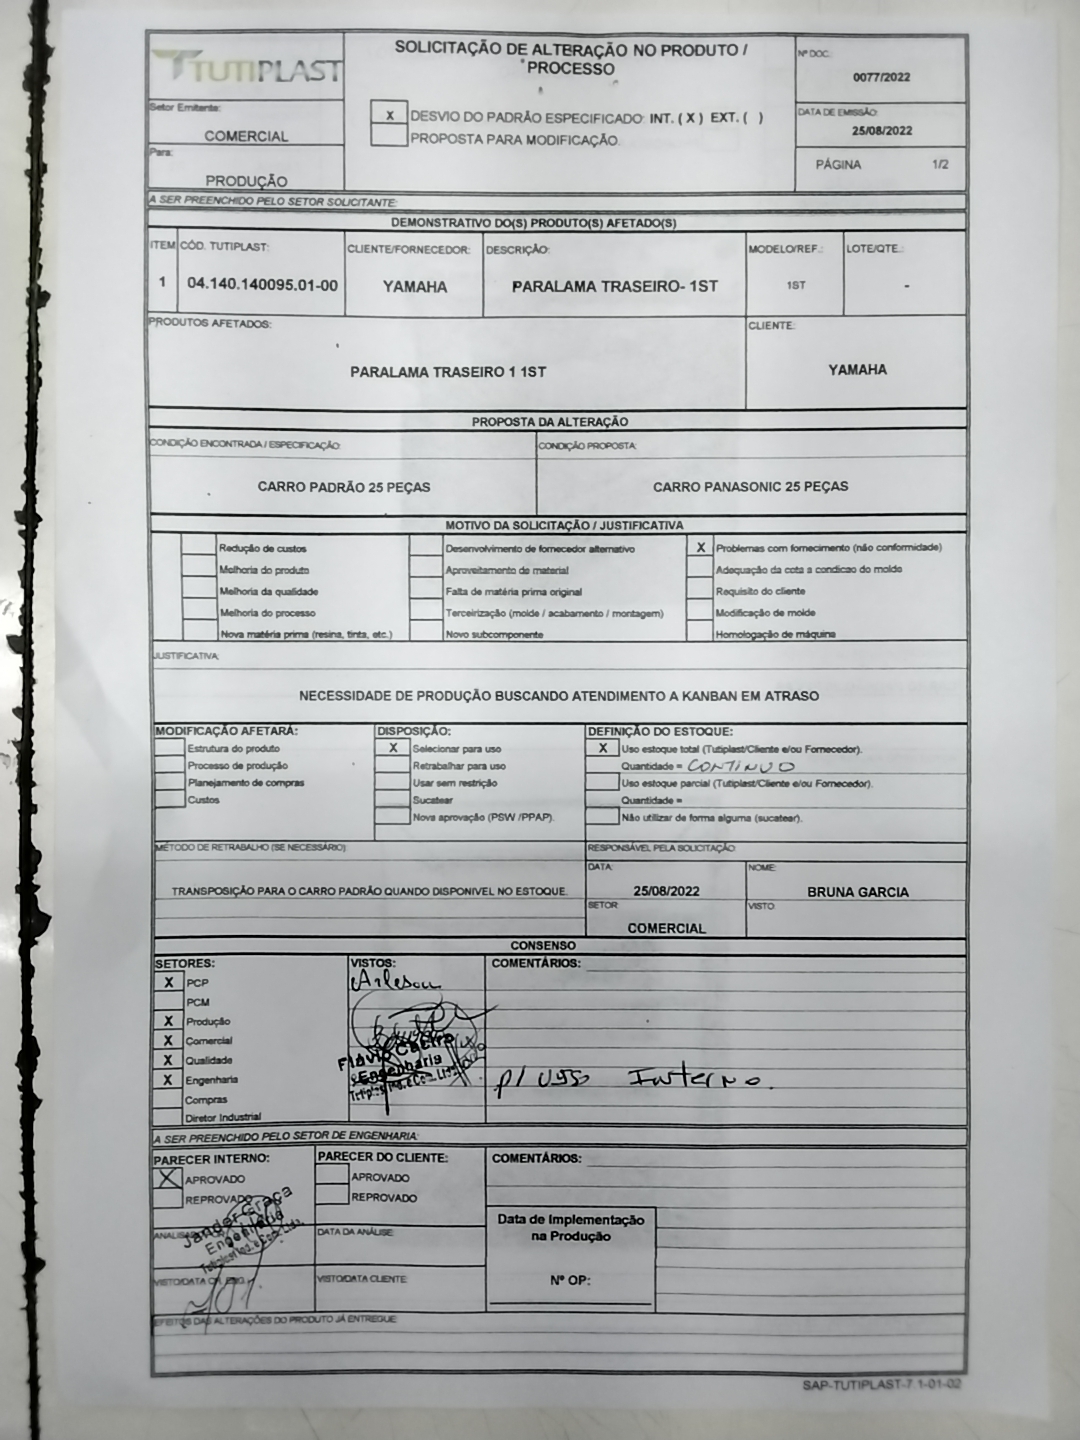 TUTIPLAST
SOLICITAÇÃO DE ALTERAÇÃO NO PRODUTO /
PROCESSO
Nº DOC:
0077/2022
Setor Emitente:
COMERCIAL
X DESVIO DO PADRÃO ESPECIFICADO: INT. ( X ) EXT. ( )
PROPOSTA PARA MODIFICAÇÃO.
DATA DE EMISSÃO:
25/08/2022
Para:
PRODUÇÃO
PÁGINA 1/2
A SER PREENCHIDO PELO SETOR SOLICITANTE:
DEMONSTRATIVO DO(S) PRODUTO(S) AFETADO(S)
ITEM CÓD. TUTIPLAST: CLIENTE/FORNECEDOR: DESCRIÇÃO: MODELO/REF.: LOTE/QTE.:
1 04.140.140095.01-00 YAMAHA PARALAMA TRASEIRO- 1ST 1ST -
PRODUTOS AFETADOS: CLIENTE:
PARALAMA TRASEIRO 1 1ST YAMAHA
PROPOSTA DA ALTERAÇÃO
CONDIÇÃO ENCONTRADA / ESPECIFICAÇÃO: CONDIÇÃO PROPOSTA:
CARRO PADRÃO 25 PEÇAS CARRO PANASONIC 25 PEÇAS
MOTIVO DA SOLICITAÇÃO / JUSTIFICATIVA
Redução de custos Desenvolvimento de fornecedor alternativo X Problemas com fornecimento (não conformidade)
Melhoria do produto Aproveitamento de material Adequação da cota a condicao do molde
Melhoria da qualidade Falta de matéria prima original Requisito do cliente
Melhoria do processo Terceirização (molde / acabamento / montagem) Modificação de molde
Nova matéria prima (resina, tinta, etc.) Novo subcomponente Homologação de máquina
JUSTIFICATIVA:
NECESSIDADE DE PRODUÇÃO BUSCANDO ATENDIMENTO A KANBAN EM ATRASO
MODIFICAÇÃO AFETARÁ: DISPOSIÇÃO: DEFINIÇÃO DO ESTOQUE:
Estrutura do produto X Selecionar para uso X Uso estoque total (Tutiplast/Cliente e/ou Fornecedor).
Processo de produção Retrabalhar para uso Quantidade = CONTINUO
Planejamento de compras Usar sem restrição Uso estoque parcial (Tutiplast/Cliente e/ou Fornecedor).
Custos Sucatear Quantidade =
Nova aprovação (PSW /PPAP). Não utilizar de forma alguma (sucatear).
MÉTODO DE RETRABALHO (SE NECESSÁRIO) RESPONSÁVEL PELA SOLICITAÇÃO
DATA: NOME:
TRANSPOSIÇÃO PARA O CARRO PADRÃO QUANDO DISPONIVEL NO ESTOQUE. 25/08/2022 BRUNA GARCIA
SETOR VISTO:
COMERCIAL
CONSENSO
SETORES: VISTOS: COMENTÁRIOS:
X PCP Arleson
PCM
X Produção
X Comercial
X Qualidade
X Engenharia
Compras
Diretor Industrial
Flávio Castro
Engenharia
p/ uso Interno.
A SER PREENCHIDO PELO SETOR DE ENGENHARIA:
PARECER INTERNO: PARECER DO CLIENTE: COMENTÁRIOS:
X APROVADO APROVADO
REPROVADO REPROVADO
Jander Graça
Engenharia
Tutiplast Ind. e Com. Ltda.
DATA DA ANÁLISE:
Data de Implementação
na Produção
VISTO/DATA CLIENTE:
Nº OP:
EFEITOS DAS ALTERAÇÕES DO PRODUTO JÁ ENTREGUE:
SAP-TUTIPLAST-7.1-01-02